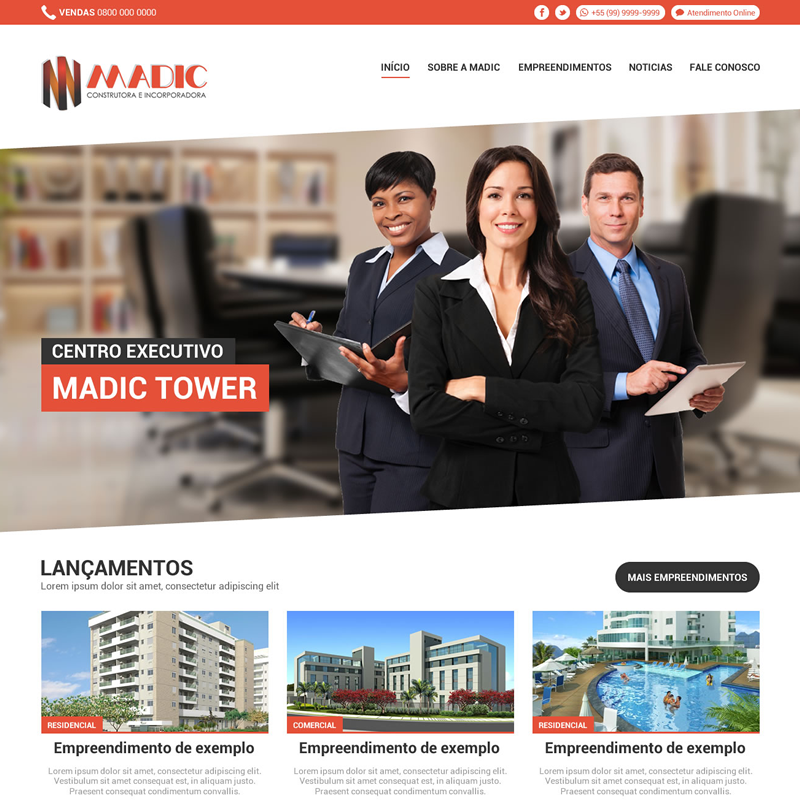 VENDAS 0800 000 0000
+55 (99) 9999-9999
Atendimento Online
MADIC
CONSTRUTORA E INCORPORADORA
INÍCIO
SOBRE A MADIC
EMPREENDIMENTOS
NOTICIAS
FALE CONOSCO
CENTRO EXECUTIVO
MADIC TOWER
LANÇAMENTOS
Lorem ipsum dolor sit amet, consectetur adipiscing elit
MAIS EMPREENDIMENTOS
RESIDENCIAL
Empreendimento de exemplo
Lorem ipsum dolor sit amet, consectetur adipiscing elit.
Vestibulum sit amet consequat est, in aliquam justo.
Praesent consequat condimentum convallis.
COMERCIAL
Empreendimento de exemplo
Lorem ipsum dolor sit amet, consectetur adipiscing elit.
Vestibulum sit amet consequat est, in aliquam justo.
Praesent consequat condimentum convallis.
RESIDENCIAL
Empreendimento de exemplo
Lorem ipsum dolor sit amet, consectetur adipiscing elit.
Vestibulum sit amet consequat est, in aliquam justo.
Praesent consequat condimentum convallis.